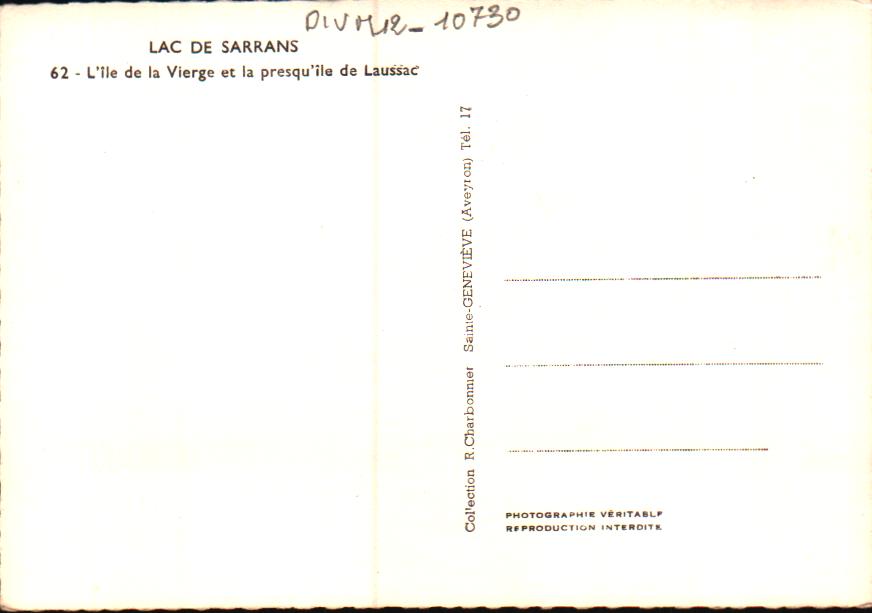 LAC DE SARRANS
62 - L'île de la Vierge et la presqu'île de Laussac
Collection R.Charbonnier Sainte-GENEVIÈVE (Aveyron) Tél. 17
PHOTOGRAPHIE VÉRITABLE
REPRODUCTION INTERDITE
10730